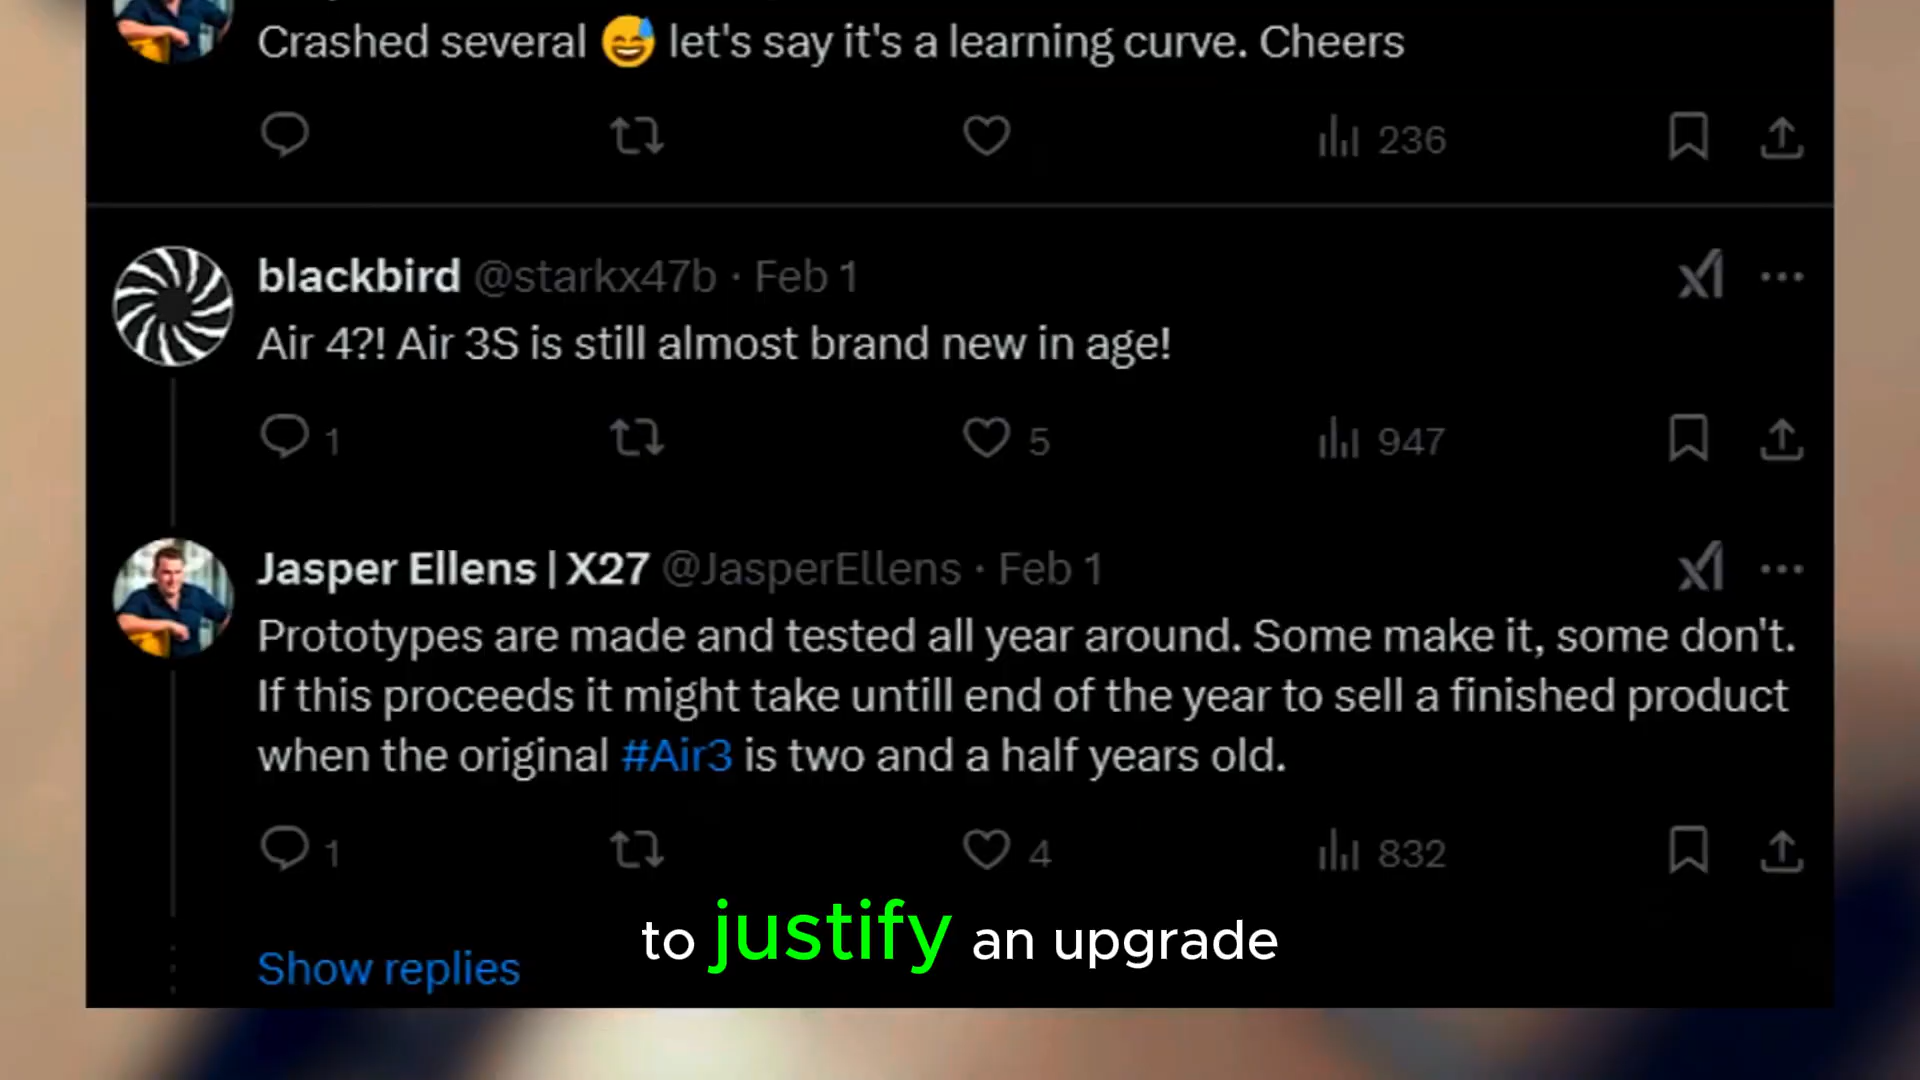 Crashed several 😅 let's say it's a learning curve. Cheers
236
blackbird @starkx47b · Feb 1
Air 4?! Air 3S is still almost brand new in age!
1 5 947
Jasper Ellens | X27 @JasperEllens · Feb 1
Prototypes are made and tested all year around. Some make it, some don't.
If this proceeds it might take untill end of the year to sell a finished product
when the original #Air3 is two and a half years old.
1 4 832
to justify an upgrade
Show replies